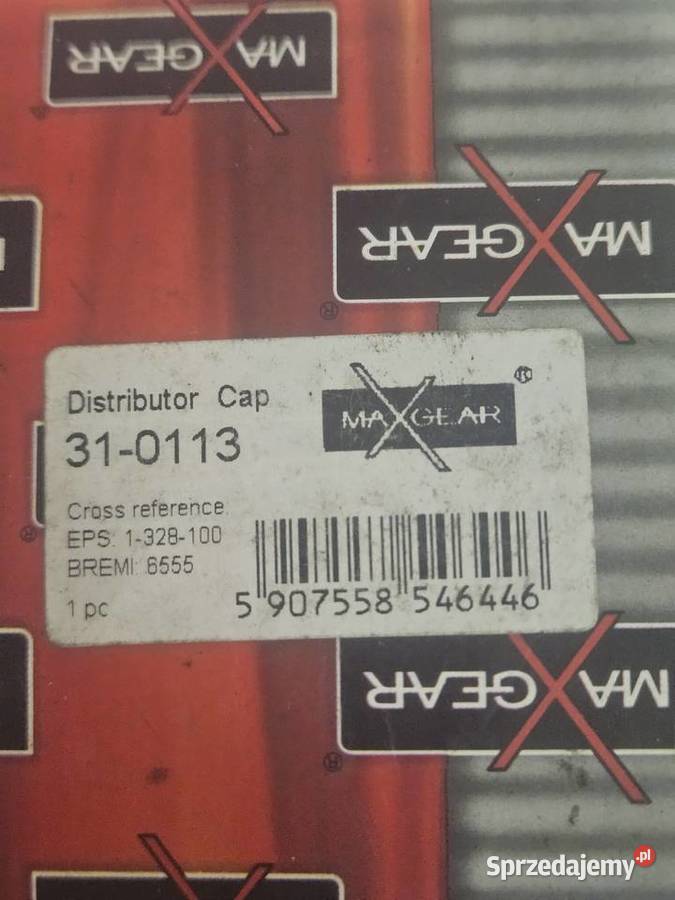 MAXGEAR
MAXGEAR
®
®
Distributor Cap
31-0113
MAXGEAR ®
Cross reference:
EPS: 1-328-100
BREMI: 8555
1 pc
5 907558 546446
®
MAXGEAR
®
Sprzedajemy.pl